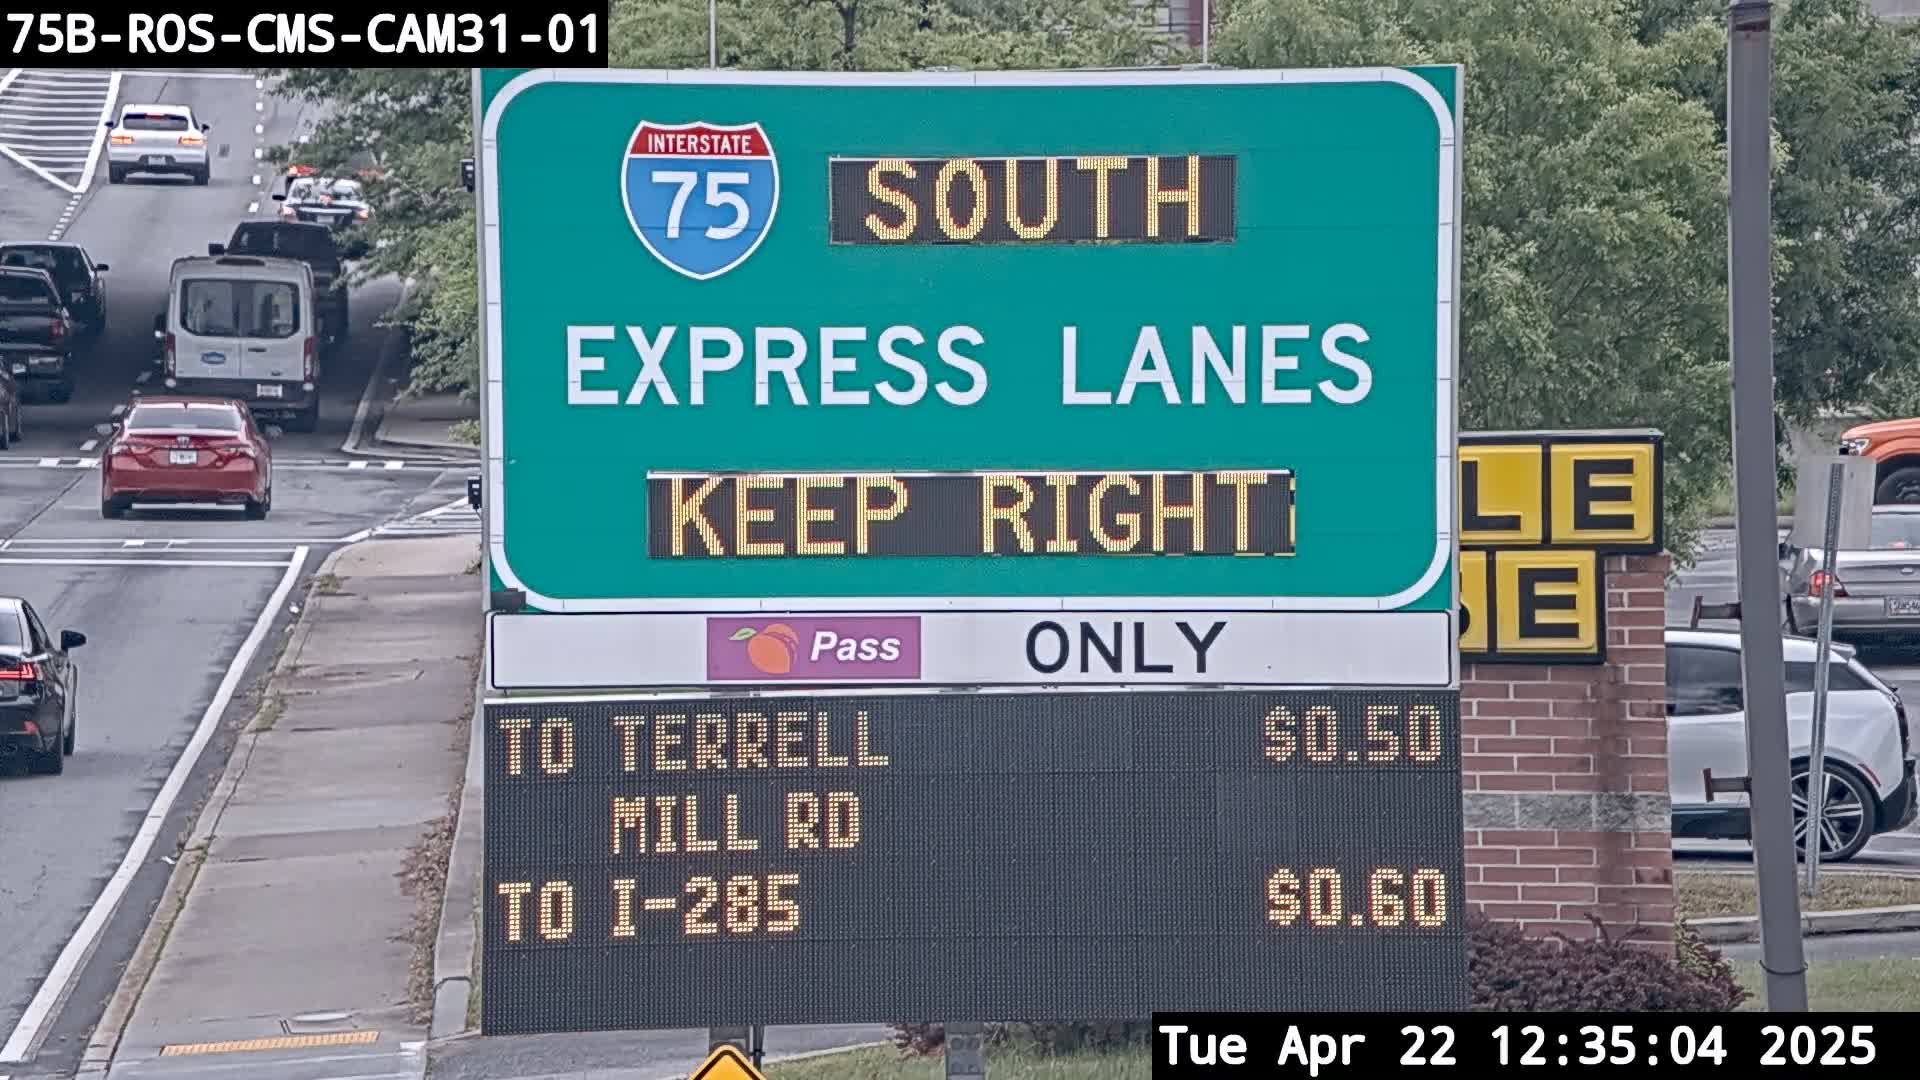 75B-ROS-CMS-CAM31-01
INTERSTATE
75
SOUTH
EXPRESS LANES
KEEP RIGHT
LE
E
Pass ONLY
TO TERRELL $0.50
MILL RD
TO I-285 $0.60
Tue Apr 22 12:35:04 2025